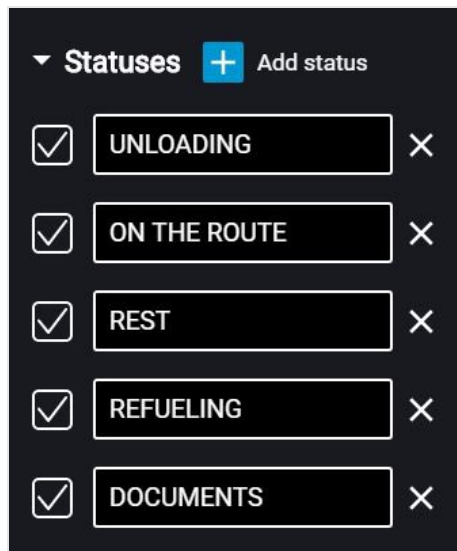 Statuses Add status
UNLOADING
ON THE ROUTE
REST
REFUELING
DOCUMENTS